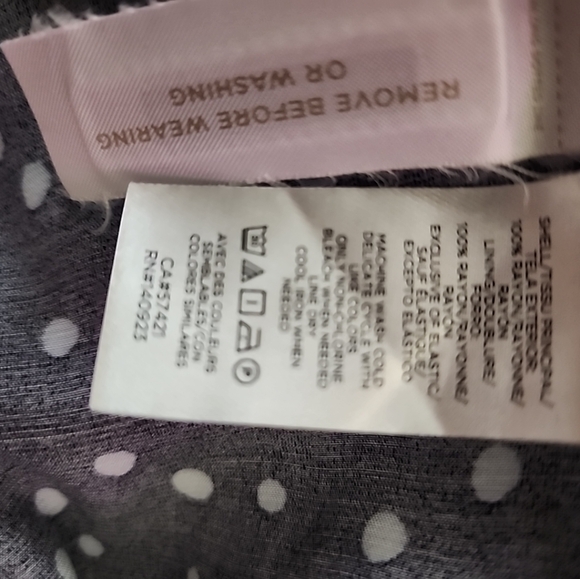 REMOVE BEFORE WEARING
OR WASHING
SHELL/TISSU PRINCIPAL/
TELA EXTERIOR
100% RAYON/RAYONNE/
RAYON
LINING/DOUBLURE/
FORRO
100% RAYON/RAYONNE/
RAYON
EXCLUSIVE OF ELASTIC/
SAUF ÉLASTIQUE/
EXCEPTO ELASTICO
MACHINE WASH COLD
DELICATE CYCLE WITH
LIKE COLORS
ONLY NON-CHLORINE
BLEACH WHEN NEEDED
LINE DRY
COOL IRON WHEN
NEEDED
P
AVEC DES COULEURS
SEMBLABLES/CON
COLORES SIMILARES
CA#57421
RN#140923